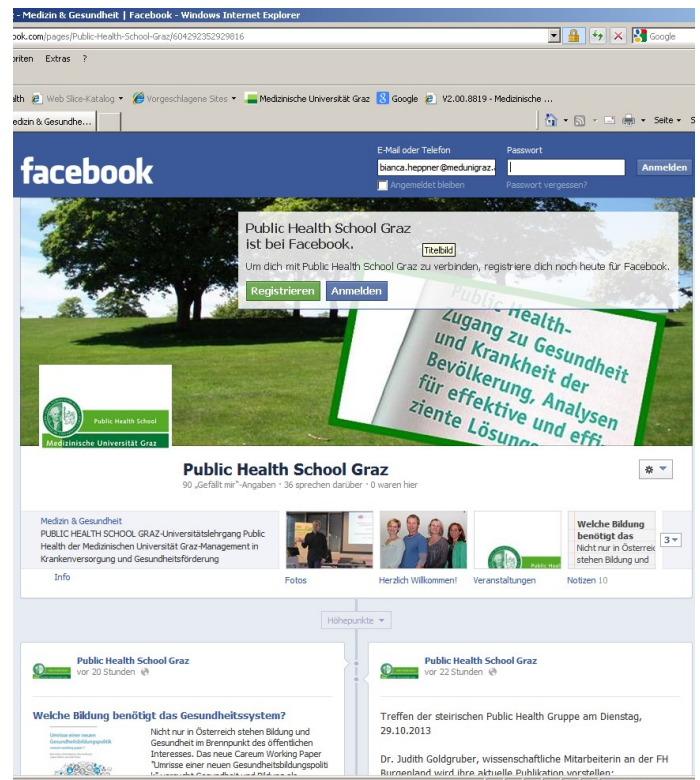 - Medizin & Gesundheit | Facebook - Windows Internet Explorer
ook.com/pages/Public-Health-School-Graz/604292352929816
Google
oriten Extras ?
alth Web Slice-Katalog Vorgeschlagene Sites Medizinische Universität Graz Google V2.00.8819 - Medizinische ...
edizin & Gesundhe...
Seite S
facebook
E-Mail oder Telefon
Passwort
bianca.heppner@medunigraz.
Anmelden
Angemeldet bleiben
Passwort vergessen?
Public Health School Graz
ist bei Facebook.
Titelbild
Um dich mit Public Health School Graz zu verbinden, registriere dich noch heute für Facebook.
Registrieren Anmelden
Public Health-
Zugang zu Gesundheit
und Krankheit der
Bevölkerung, Analysen
für effektive und effi-
ziente Lösung
Public Health School
Medizinische Universität Graz
Public Health School Graz
90 „Gefällt mir"-Angaben · 36 sprechen darüber · 0 waren hier
Medizin & Gesundheit
PUBLIC HEALTH SCHOOL GRAZ-Universitätslehrgang Public
Health der Medizinischen Universität Graz-Management in
Krankenversorgung und Gesundheitsförderung
Info
Fotos
Herzlich Willkommen!
Public Heal
Veranstaltungen
Welche Bildung
benötigt das
Nicht nur in Österreic
stehen Bildung und
Notizen 10
3
Höhepunkte
Public Health School Graz
vor 20 Stunden
Welche Bildung benötigt das Gesundheitssystem?
Umrisse einer neuen
Gesundheitsbildungspolitik
Nicht nur in Österreich stehen Bildung und
Gesundheit im Brennpunkt des öffentlichen
Interesses. Das neue Careum Working Paper
"Umrisse einer neuen Gesundheitsbildungspoliti
k" versucht Gesundheit und Bildung als
Public Health School Graz
vor 22 Stunden
Treffen der steirischen Public Health Gruppe am Dienstag,
29.10.2013
Dr. Judith Goldgruber, wissenschaftliche Mitarbeiterin an der FH
Burgenland wird ihre aktuelle Publikation vorstellen: